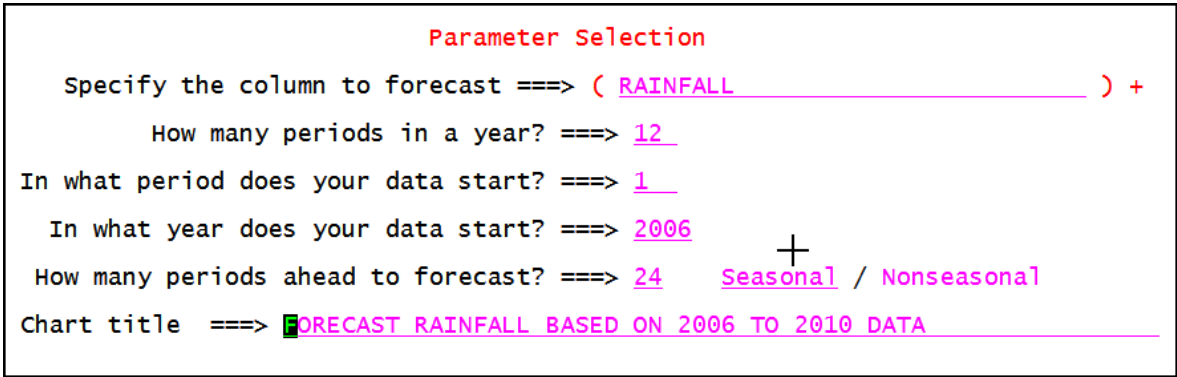 Parameter Selection
Specify the column to forecast ===> ( RAINFALL ) +
How many periods in a year? ===> 12
In what period does your data start? ===> 1
In what year does your data start? ===> 2006
How many periods ahead to forecast? ===> 24 Seasonal / Nonseasonal
Chart title ===> FORECAST RAINFALL BASED ON 2006 TO 2010 DATA